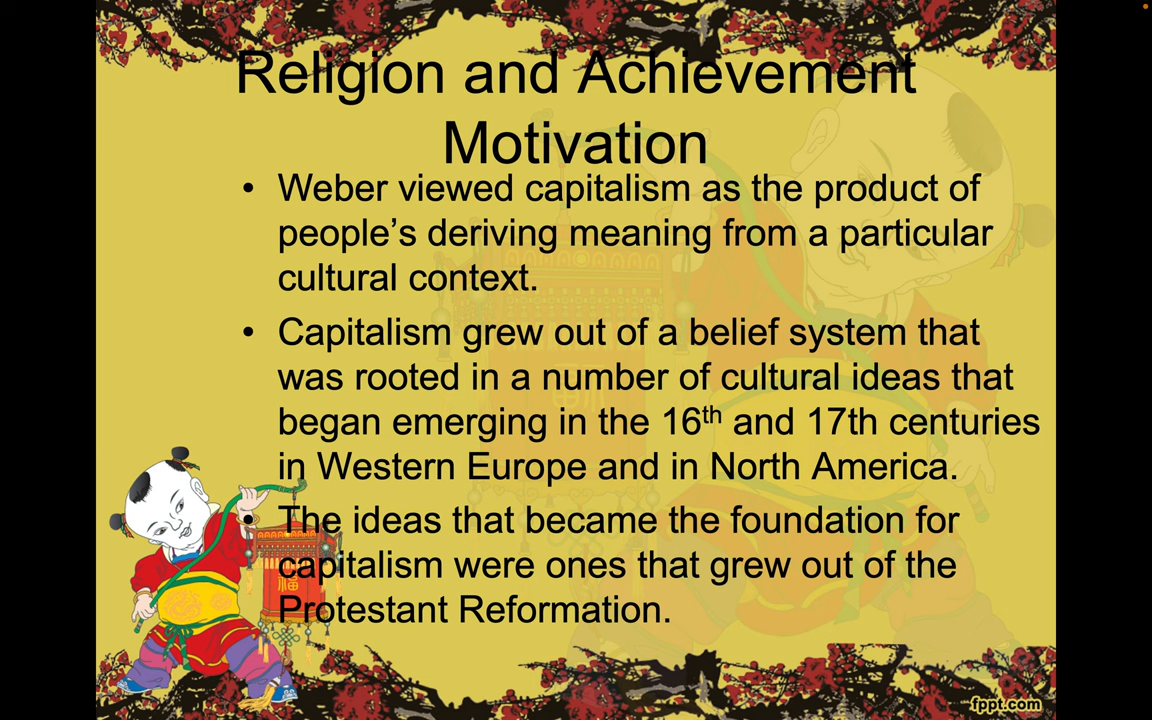 Religion and Achievement
Motivation
• Weber viewed capitalism as the product of
people’s deriving meaning from a particular
cultural context.
• Capitalism grew out of a belief system that
was rooted in a number of cultural ideas that
began emerging in the 16th and 17th centuries
in Western Europe and in North America.
• The ideas that became the foundation for
capitalism were ones that grew out of the
Protestant Reformation.
福
fppt.com